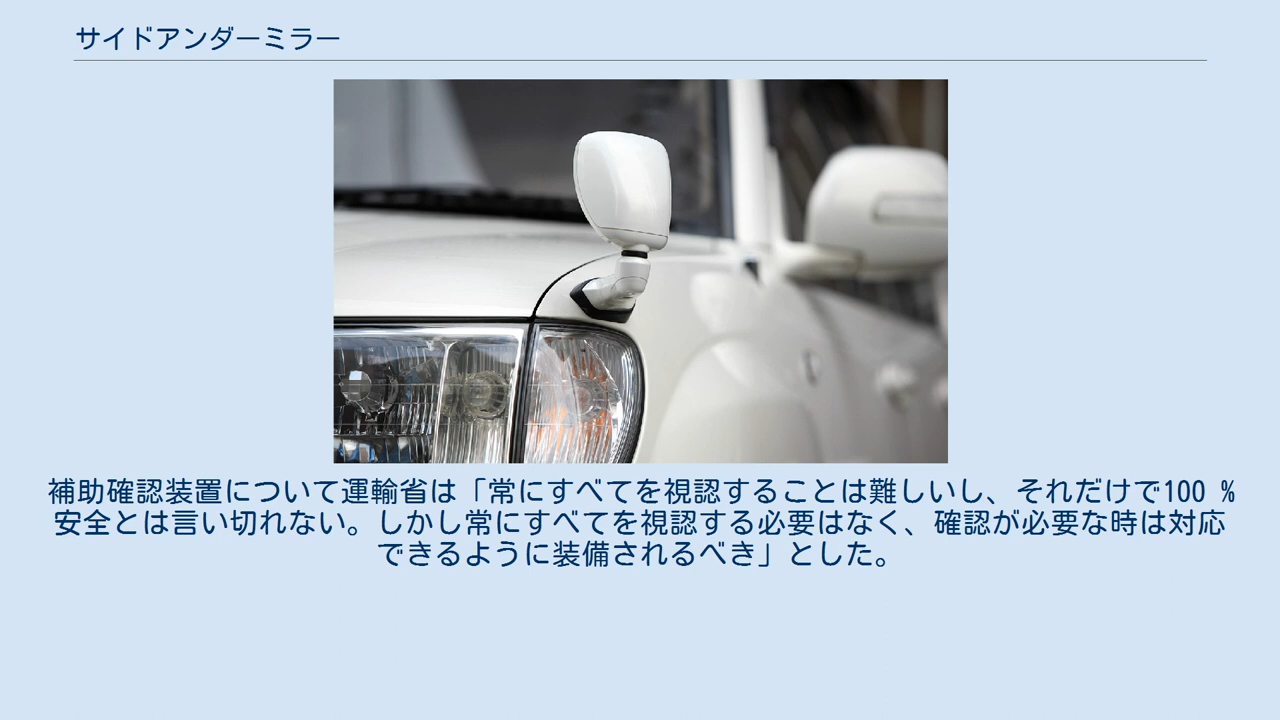 サイドアンダーミラー
補助確認装置について運輸省は「常にすべてを視認することは難しいし、それだけで100 %
安全とは言い切れない。しかし常にすべてを視認する必要はなく、確認が必要な時は対応
できるように装備されるべき」とした。